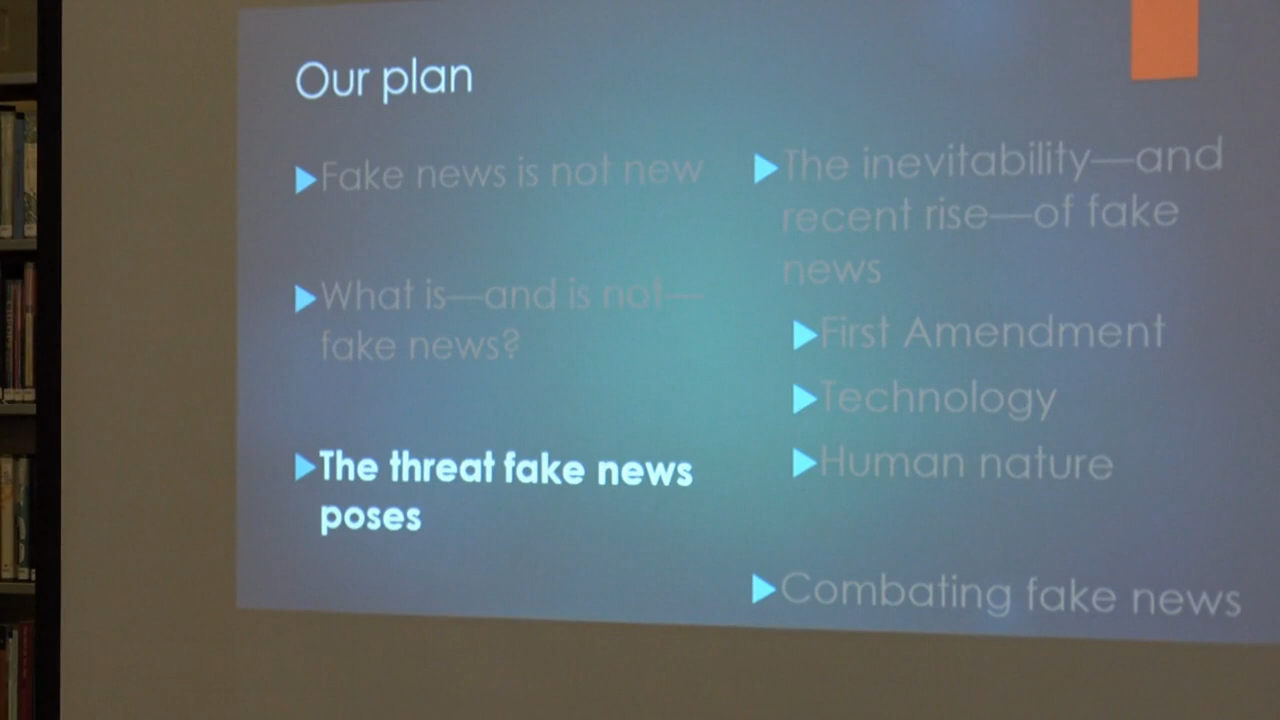 Our plan
Fake news is not new
What is—and is not—
fake news?
The threat fake news
poses
The inevitability—and
recent rise—of fake
news
First Amendment
Technology
Human nature
Combating fake news